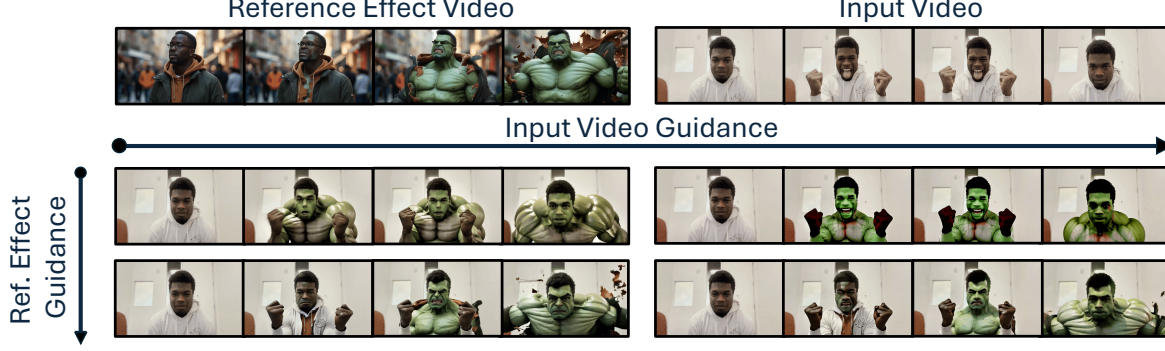 Reference Effect Video
Input Video
Input Video Guidance
Ref. Effect
Guidance